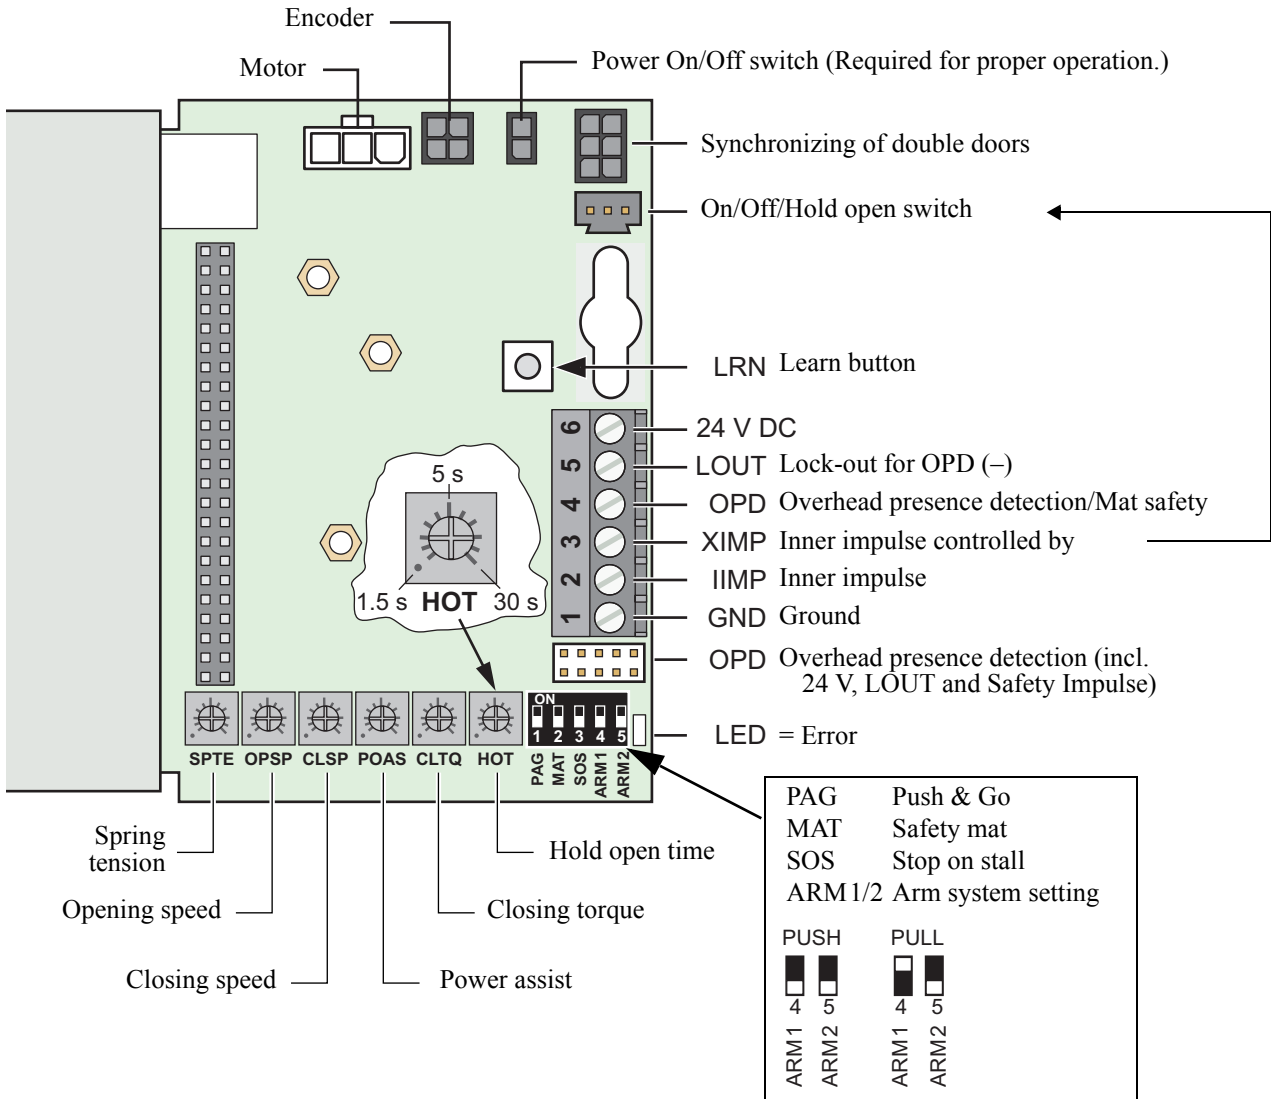 Encoder
Motor
Power On/Off switch (Required for proper operation.)
Synchronizing of double doors
On/Off/Hold open switch
LRN Learn button
6 24 V DC
5 LOUT Lock-out for OPD (–)
4 OPD Overhead presence detection/Mat safety
3 XIMP Inner impulse controlled by
2 IIMP Inner impulse
1 GND Ground
5 s
1.5 s HOT 30 s
OPD Overhead presence detection (incl.
24 V, LOUT and Safety Impulse)
ON
1 2 3 4 5
LED = Error
SPTE OPSP CLSP POAS CLTQ HOT
PAG
MAT
SOS
ARM1
ARM2
Spring
tension
Hold open time
Opening speed
Closing torque
Closing speed
Power assist
PAG Push & Go
MAT Safety mat
SOS Stop on stall
ARM1/2 Arm system setting
PUSH PULL
4 5 4 5
ARM1 ARM2 ARM1 ARM2